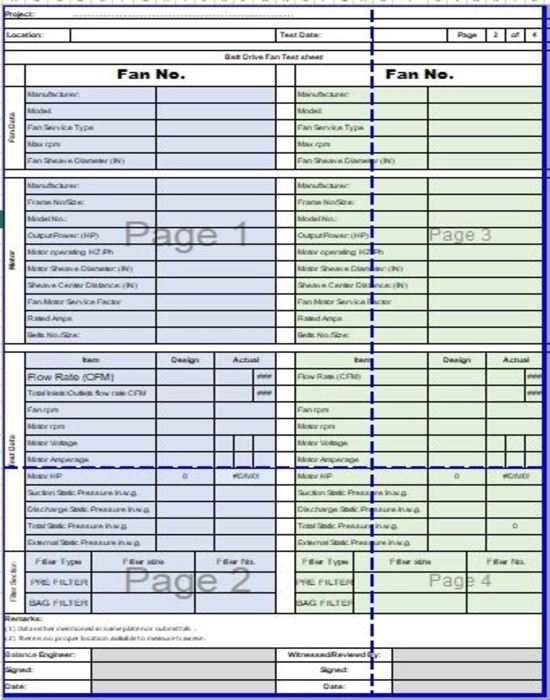 Project:
Location: Test Date: Page 2 of 4
Belt Drive Fan Test sheet
Fan No. Fan No.
Fan Data
Manufacturer: Manufacturer:
Model: Model:
Fan Service Type Fan Service Type
Max rpm Max rpm
Fan Sheave Diameter (IN) Fan Sheave Diameter (IN)
Motor
Manufacturer: Manufacturer:
Frame No/Size: Frame No/Size:
Model No.: Model No.:
OutputPower: (HP) Page 1 OutputPower: (HP) Page 3
Motor operating HZ/Ph Motor operating HZ/Ph
Motor Sheave Diameter: (IN) Motor Sheave Diameter: (IN)
Sheave Center Distance: (IN) Sheave Center Distance: (IN)
Fan Motor Service Factor Fan Motor Service Factor
Rated Amps Rated Amps
Belts No./Size: Belts No./Size:
Test Data
Item Design Actual Item Design Actual
Flow Rate (CFM) ### Flow Rate (CFM) ###
Total Inlets/Outlets flow rate CFM ### ###
Fan rpm Fan rpm
Motor rpm Motor rpm
Motor Voltage Motor Voltage
Motor Amperage Motor Amperage
Motor HP 0 #DIV/0! Motor HP 0 #DIV/0!
Suction Static Pressure In.w.g. Suction Static Pressure In.w.g.
Discharge Static Pressure In.w.g. Discharge Static Pressure In.w.g.
Total Static Pressure In.w.g. Total Static Pressure In.w.g. 0
External Static Pressure In.w.g. External Static Pressure In.w.g.
Filter Section
Filter Type Filter size Filter No. Filter Type Filter size Filter No.
PRE FILTER Page 2 PRE FILTER Page 4
BAG FILTER BAG FILTER
Remarks:
(1) Data either mentioned in name plate nor submittals .
(2) There is no proper location available to measure traverse.
Balance Engineer: Witnessed/Reviewed By:
Signed: Signed:
Date: Date: